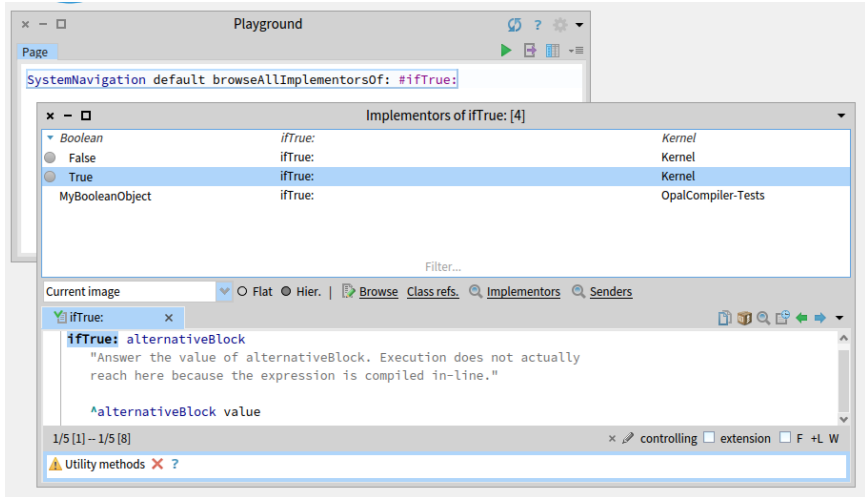 Playground
?
Page
SystemNavigation default browseAllImplementorsOf: #ifTrue:
Implementors of ifTrue: [4]
Boolean ifTrue: Kernel
False ifTrue: Kernel
True ifTrue: Kernel
MyBooleanObject ifTrue: OpalCompiler-Tests
Filter...
Current image Flat Hier. | Browse Class refs. Implementors Senders
ifTrue: ×
ifTrue: alternativeBlock
"Answer the value of alternativeBlock. Execution does not actually
reach here because the expression is compiled in-line."
^alternativeBlock value
1/5 [1] -- 1/5 [8] × controlling extension F +L W
Utility methods ?